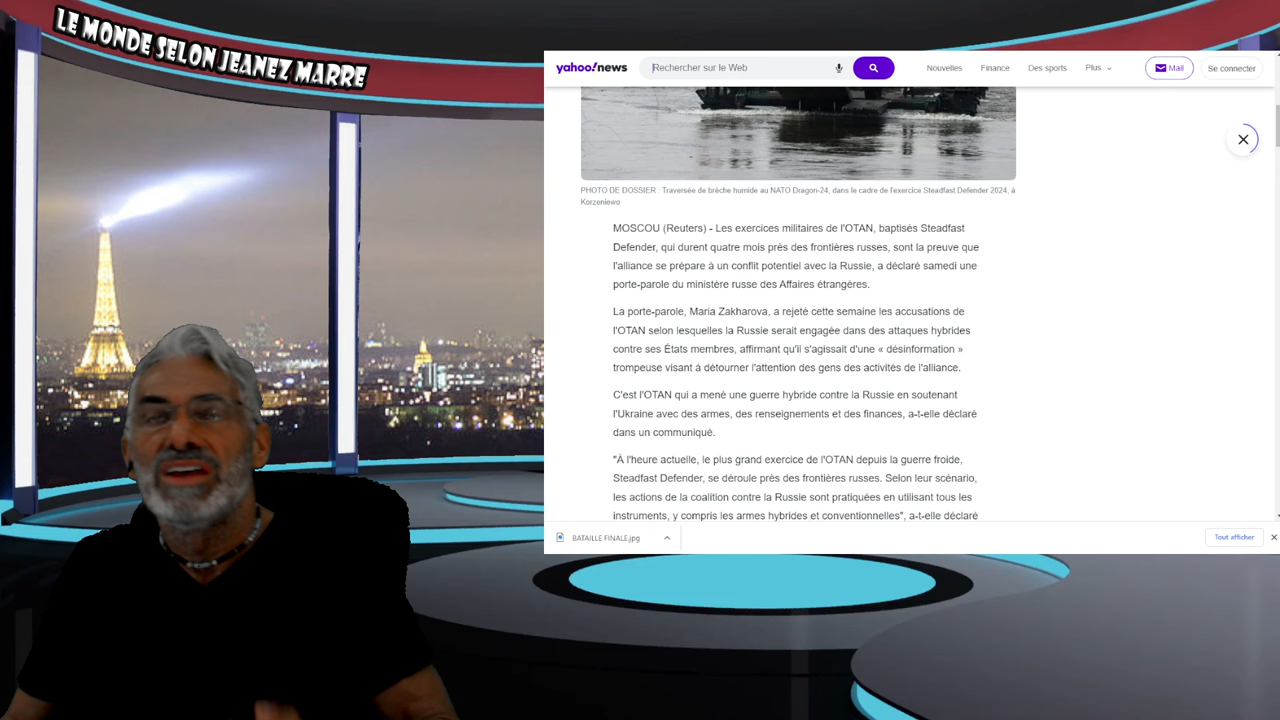 LE MONDE SELON JEANEZ MARRE
yahoo!news
Rechercher sur le Web
Nouvelles
Finance
Des sports
Plus
Mail
Se connecter
PHOTO DE DOSSIER : Traversée de brèche humide au NATO Dragon-24, dans le cadre de l'exercice Steadfast Defender 2024, à
Korzeniewo
MOSCOU (Reuters) - Les exercices militaires de l'OTAN, baptisés Steadfast
Defender, qui durent quatre mois près des frontières russes, sont la preuve que
l'alliance se prépare à un conflit potentiel avec la Russie, a déclaré samedi une
porte-parole du ministère russe des Affaires étrangères.
La porte-parole, Maria Zakharova, a rejeté cette semaine les accusations de
l'OTAN selon lesquelles la Russie serait engagée dans des attaques hybrides
contre ses États membres, affirmant qu'il s'agissait d'une « désinformation »
trompeuse visant à détourner l'attention des gens des activités de l'alliance.
C'est l'OTAN qui a mené une guerre hybride contre la Russie en soutenant
l'Ukraine avec des armes, des renseignements et des finances, a-t-elle déclaré
dans un communiqué.
"À l'heure actuelle, le plus grand exercice de l'OTAN depuis la guerre froide,
Steadfast Defender, se déroule près des frontières russes. Selon leur scénario,
les actions de la coalition contre la Russie sont pratiquées en utilisant tous les
instruments, y compris les armes hybrides et conventionnelles", a-t-elle déclaré
BATAILLE FINALE.jpg
Tout afficher